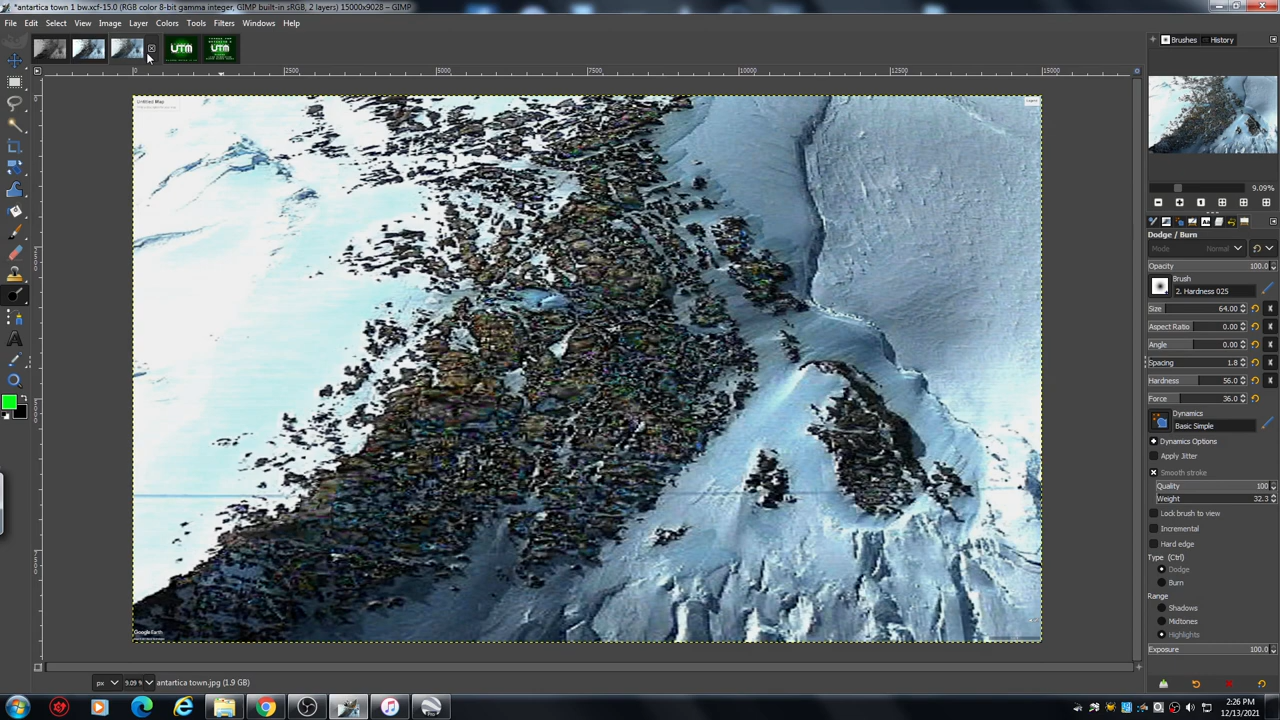 *antartica town 1 bw.xcf-15.0 (RGB color 8-bit gamma integer, GIMP built-in sRGB, 2 layers) 15000x9028 – GIMP
File Edit Select View Image Layer Colors Tools Filters Windows Help
UTM UTM
Brushes History
0 2500 5000 7500 10000 12500 15000
Untitled Map
9.09%
Dodge / Burn
Mode Normal
Opacity 100.0
Brush
2. Hardness 025
Size 64.00
Aspect Ratio 0.00
Angle 0.00
Spacing 1.8
Hardness 56.0
Force 36.0
Dynamics
Basic Simple
Dynamics Options
Apply Jitter
Smooth stroke
Quality 100
Weight 32.3
Lock brush to view
Incremental
Hard edge
Type (Ctrl)
Dodge
Burn
Range
Shadows
Midtones
Highlights
Exposure 100.0
Google Earth
px 9.09 % antartica town.jpg (1.9 GB)
Pro
2:26 PM
12/13/2021